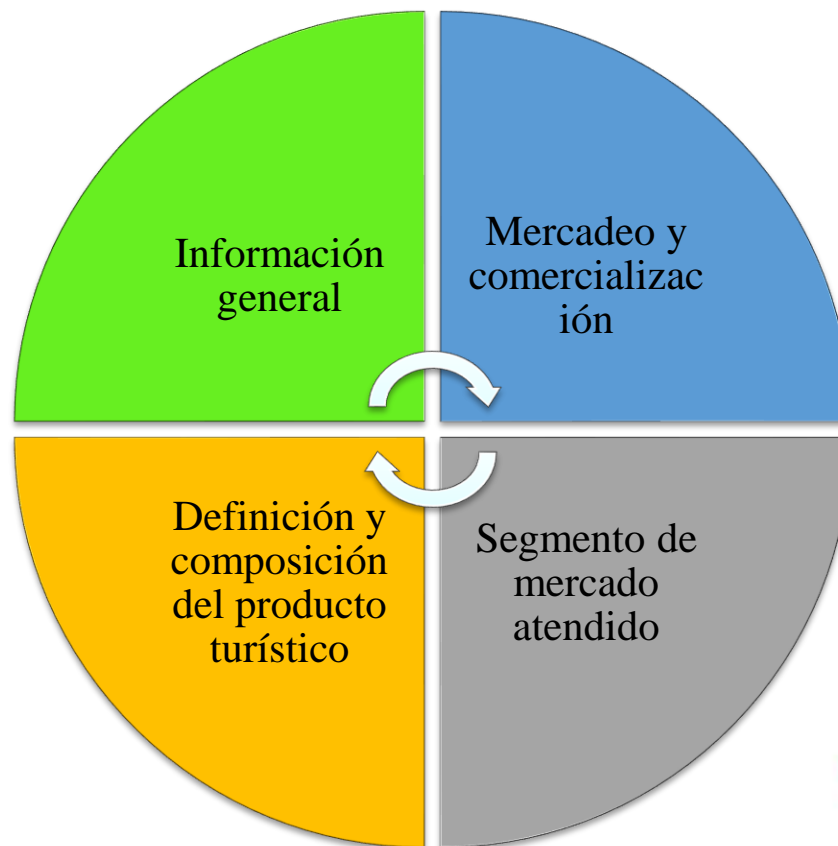 Información
general
Mercadeo y
comercializac
ión
Definición y
composición
del producto
turístico
Segmento de
mercado
atendido